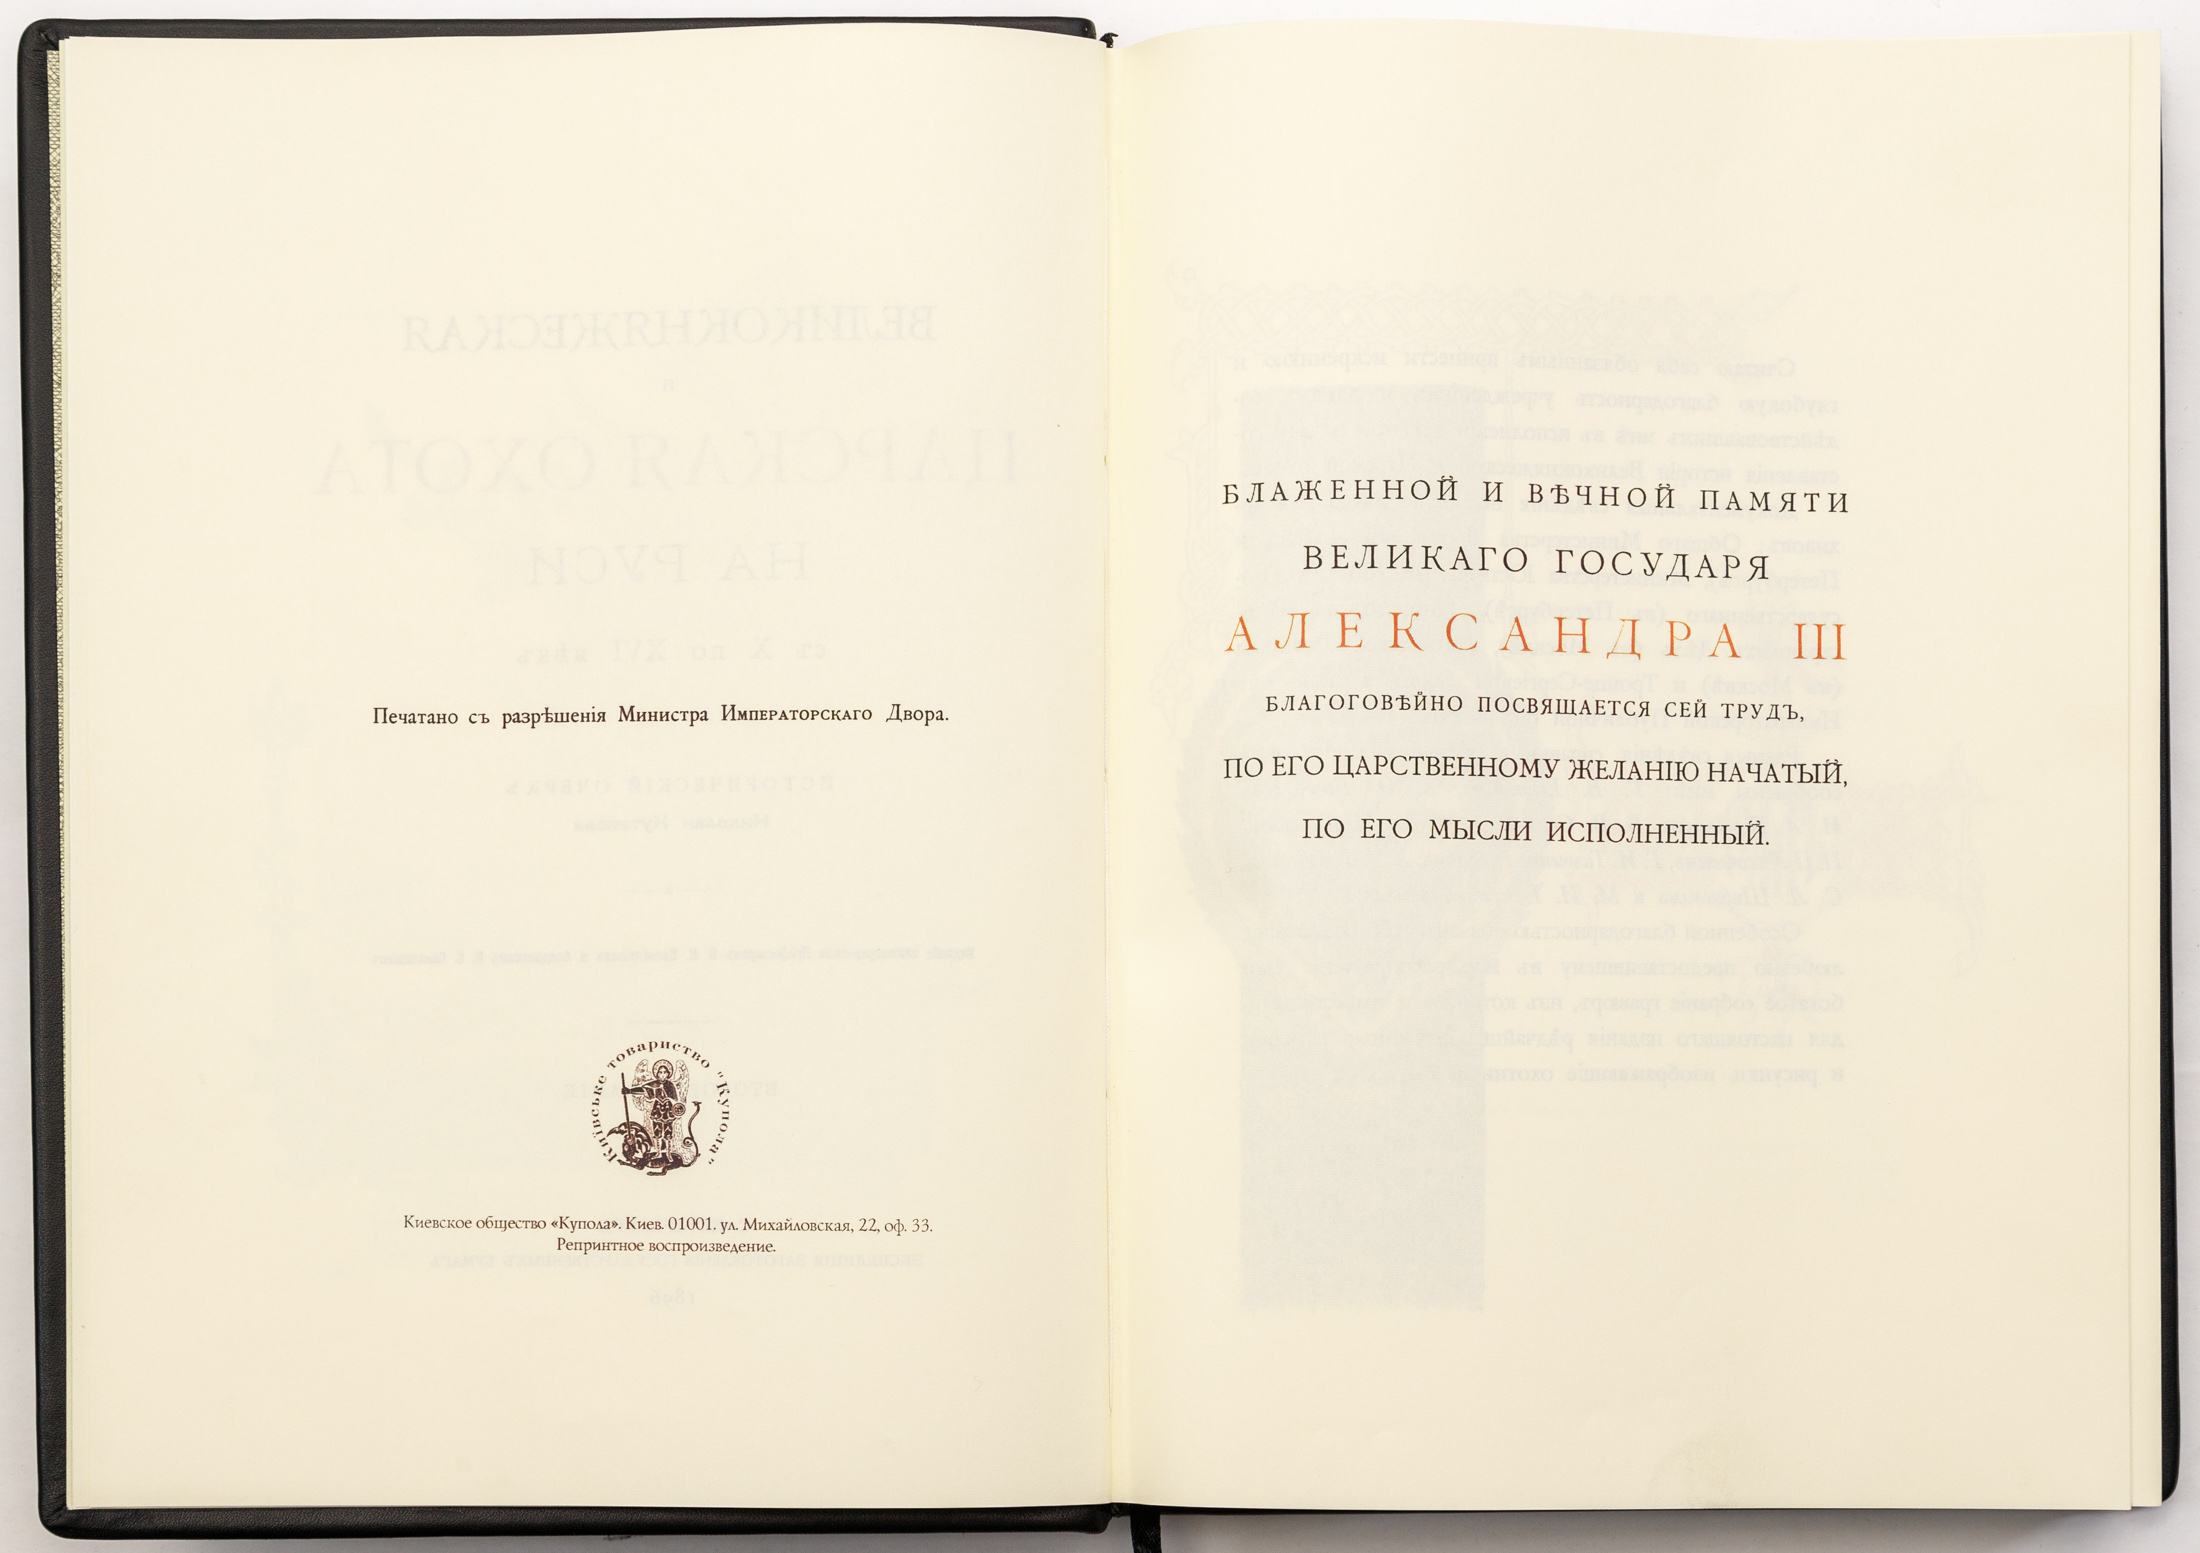 Печатано съ разрѣшенія Министра Императорскаго Двора.
Київське товариство "Купола"
Киевское общество «Купола». Киев. 01001. ул. Михайловская, 22, оф. 33.
Репринтное воспроизведение.
БЛАЖЕННОЙ И ВѢЧНОЙ ПАМЯТИ
ВЕЛИКАГО ГОСУДАРЯ
АЛЕКСАНДРА III
БЛАГОГОВѢЙНО ПОСВЯЩАЕТСЯ СЕЙ ТРУДЪ,
ПО ЕГО ЦАРСТВЕННОМУ ЖЕЛАНІЮ НАЧАТЫЙ,
ПО ЕГО МЫСЛИ ИСПОЛНЕННЫЙ.